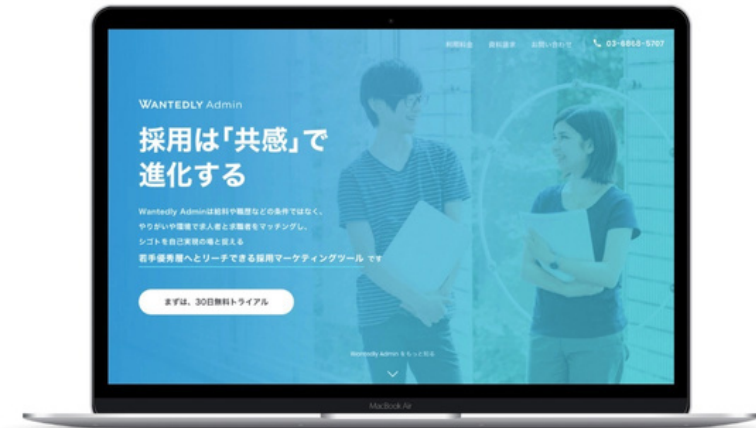 利用料金 資料請求 お問い合わせ 03-6868-5707
WANTEDLY Admin
採用は「共感」で
進化する
Wantedly Adminは給料や職歴などの条件ではなく、
やりがいや環境で求人者と求職者をマッチングし、
シゴトを自己実現の場と捉える
若手優秀層へとリーチできる採用マーケティングツール です
まずは、30日無料トライアル
Wantedly Admin をもっと知る
MacBook Air